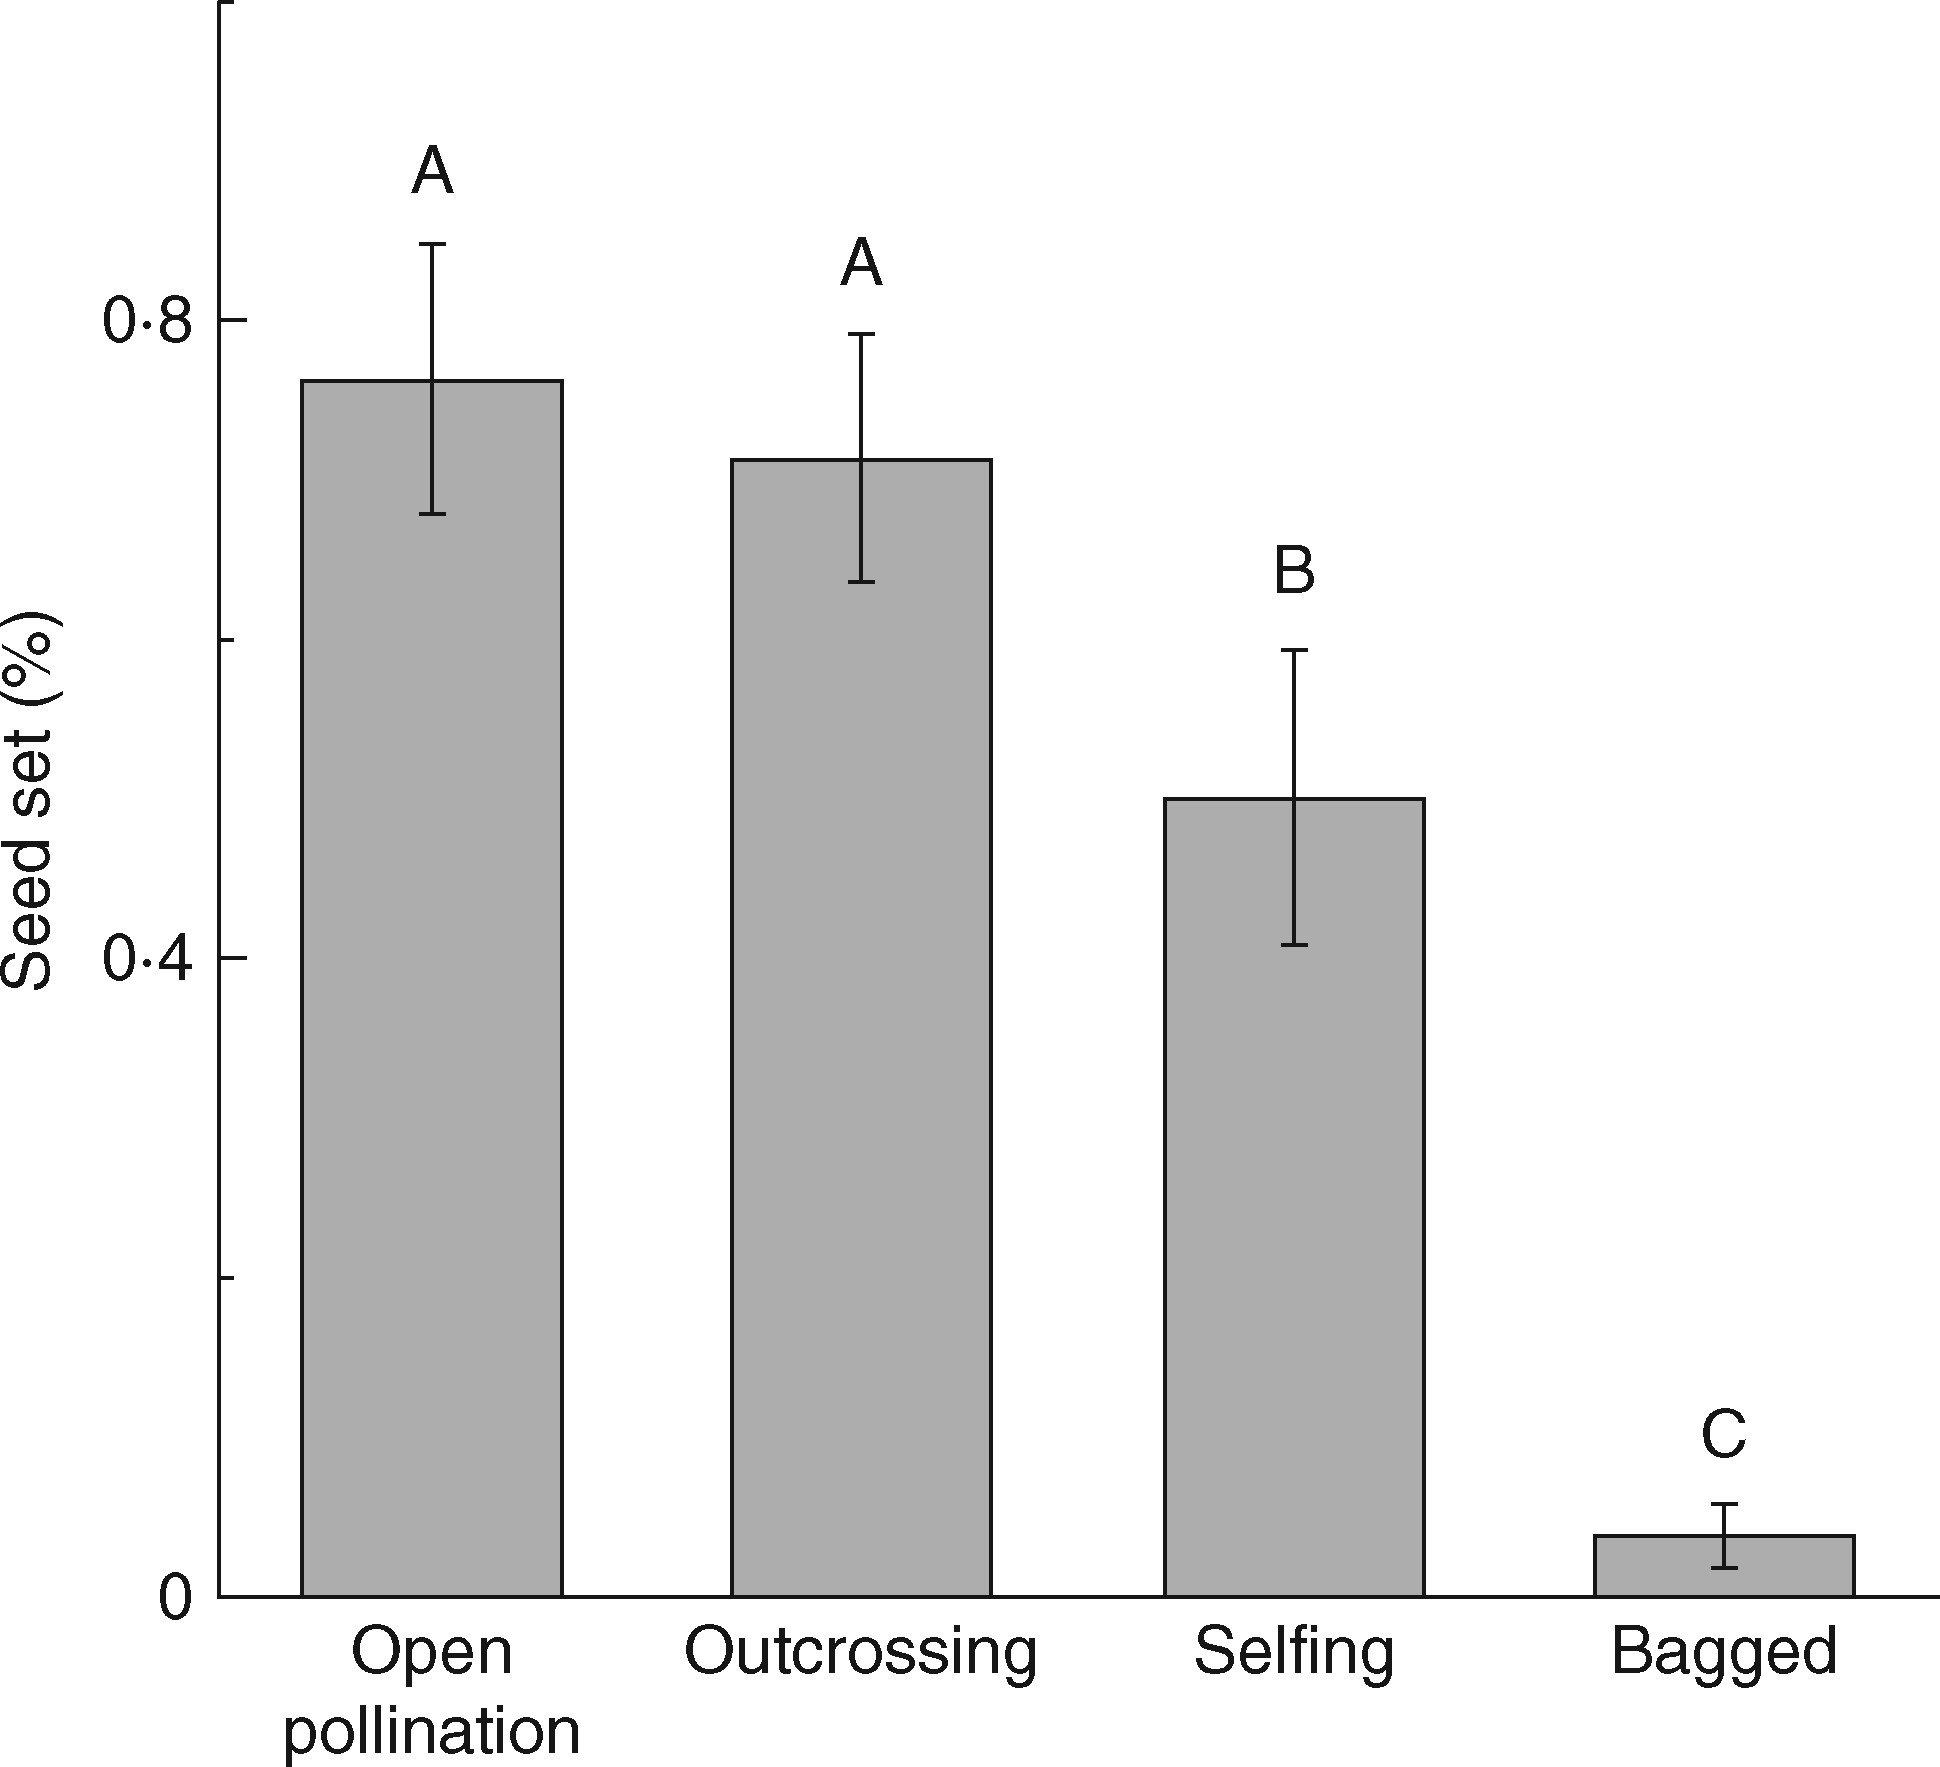 Seed set (%)
0·8
0·4
0
A
A
B
C
Open
pollination
Outcrossing
Selfing
Bagged